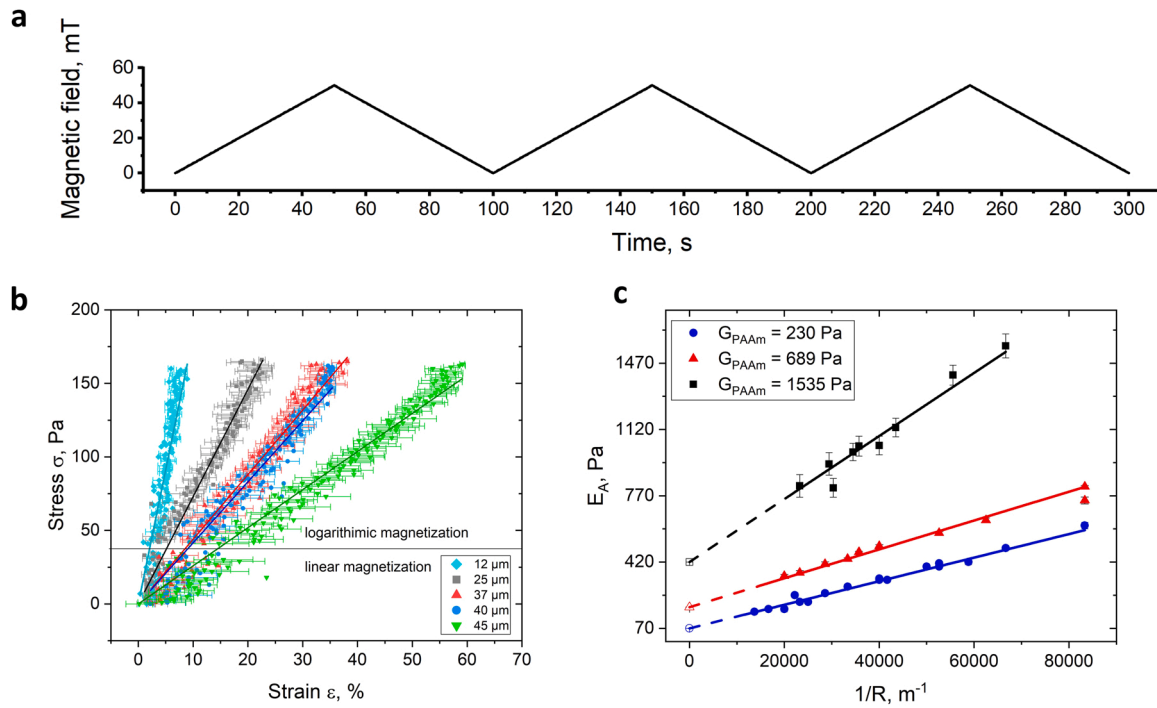 a
Magnetic field, mT
60
40
20
0
0 20 40 60 80 100 120 140 160 180 200 220 240 260 280 300
Time, s
b
Stress σ, Pa
200
150
100
50
0
logarithimic magnetization
linear magnetization
12 µm
25 µm
37 µm
40 µm
45 µm
0 10 20 30 40 50 60 70
Strain ε, %
c
E_A, Pa
1470
1120
770
420
70
G_PAAm = 230 Pa
G_PAAm = 689 Pa
G_PAAm = 1535 Pa
0 20000 40000 60000 80000
1/R, m⁻¹